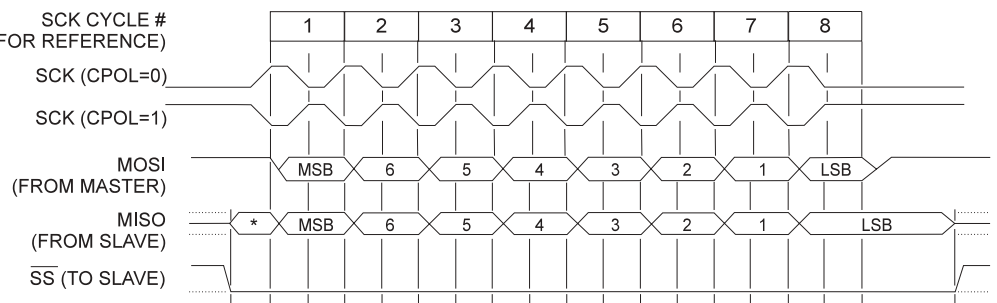 SCK CYCLE #
FOR REFERENCE)
1 2 3 4 5 6 7 8
SCK (CPOL=0)
SCK (CPOL=1)
MOSI
(FROM MASTER)
MSB 6 5 4 3 2 1 LSB
MISO
(FROM SLAVE)
* MSB 6 5 4 3 2 1 LSB
SS (TO SLAVE)